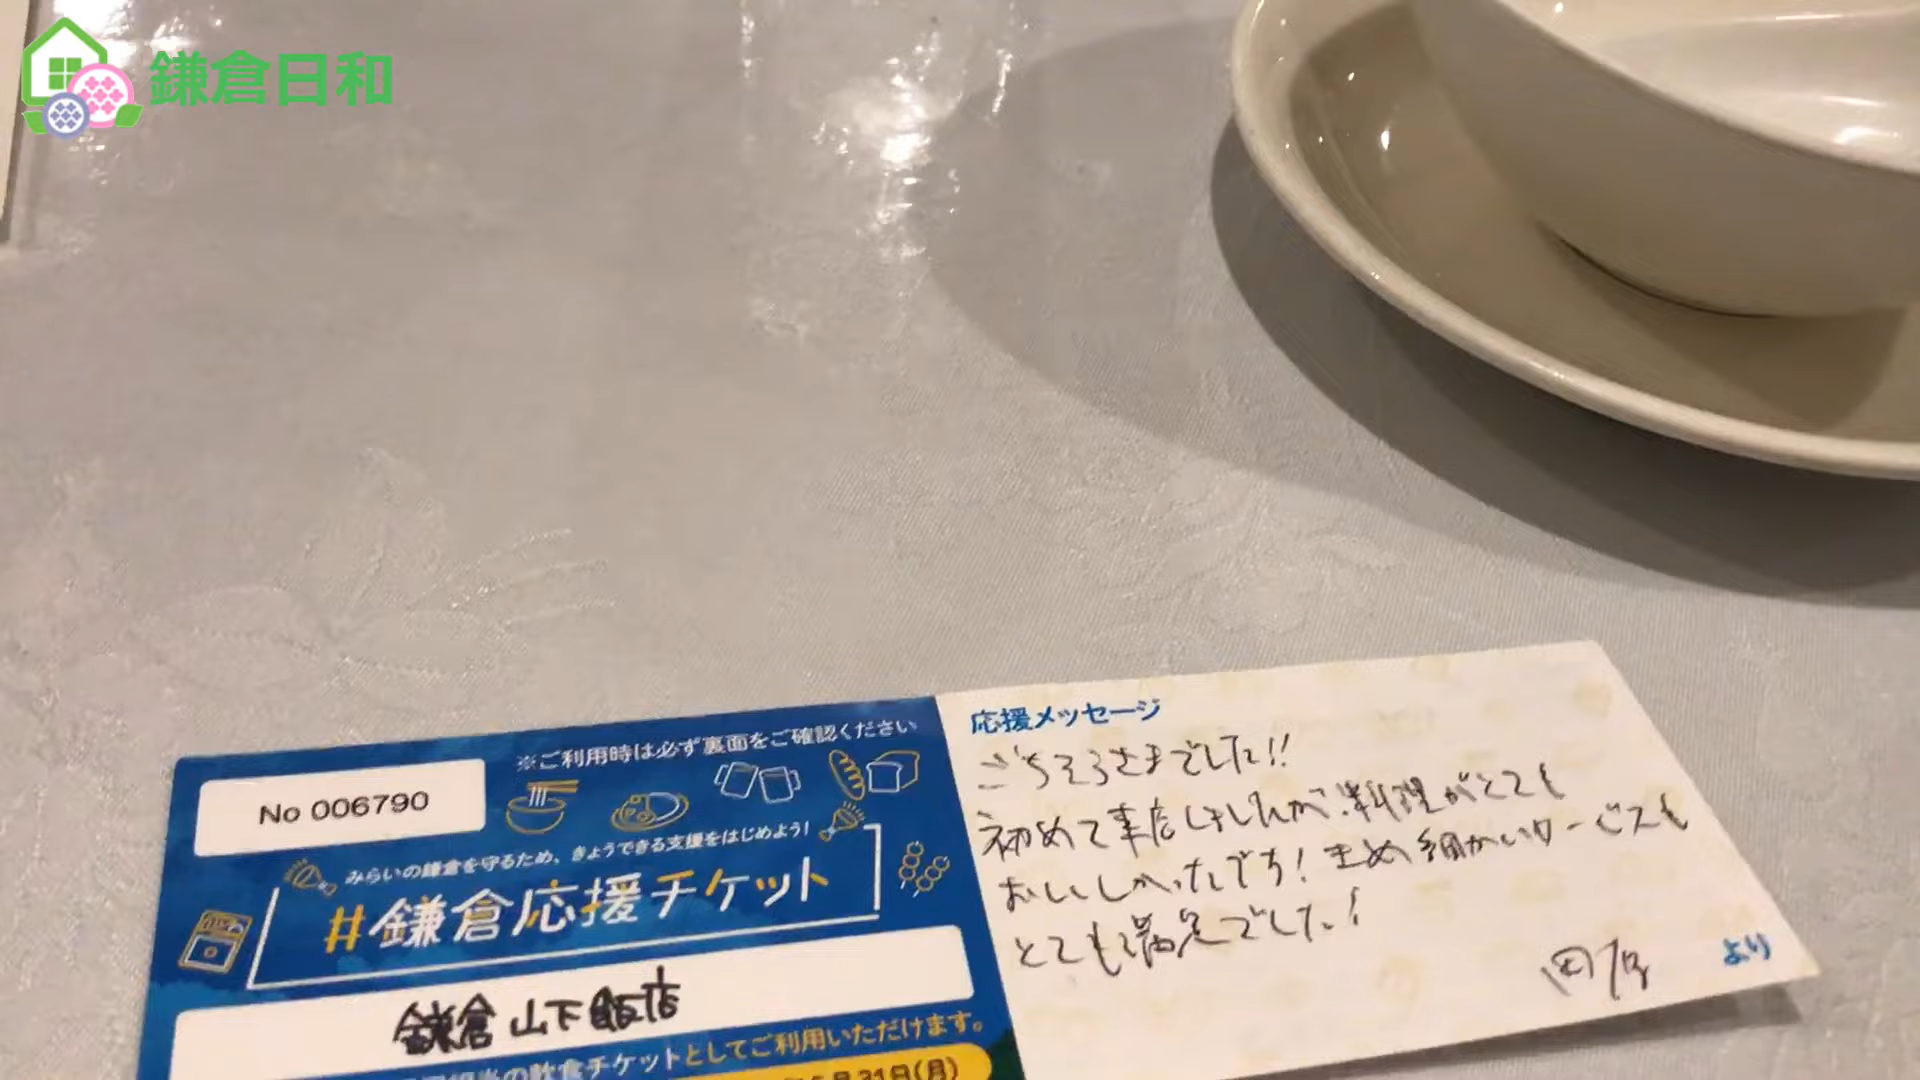 鎌倉日和
※ご利用時は必ず裏面をご確認ください
No 006790
みらいの鎌倉を守るため、きょうできる支援をはじめよう!
#鎌倉応援チケット
鎌倉山下飯店
の飲食チケットとしてご利用いただけます。
月31日(月)
応援メッセージ
ごちそうさまでした!!
初めて来店しましたが、料理がとても
おいしかったです!きめ細かいサービスも
とても満足でした!
より